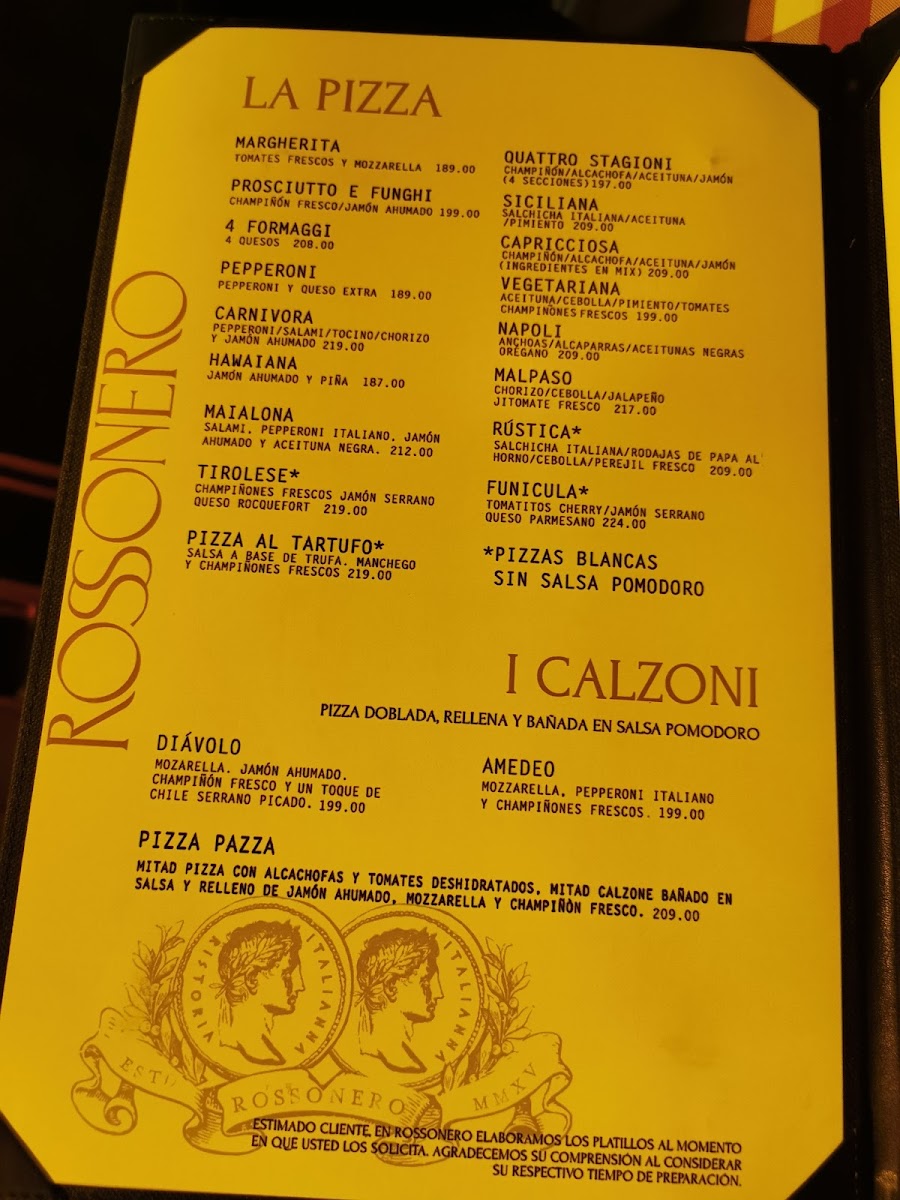 LA PIZZA
MARGHERITA
TOMATES FRESCOS Y MOZZARELLA 189.00
PROSCIUTTO E FUNGHI
CHAMPIÑÓN FRESCO/JAMÓN AHUMADO 199.00
4 FORMAGGI
4 QUESOS 208.00
PEPPERONI
PEPPERONI Y QUESO EXTRA 189.00
CARNIVORA
PEPPERONI/SALAMI/TOCINO/CHORIZO
Y JAMÓN AHUMADO 219.00
HAWAIANA
JAMÓN AHUMADO Y PIÑA 187.00
MAIALONA
SALAMI, PEPPERONI ITALIANO, JAMÓN
AHUMADO Y ACEITUNA NEGRA. 212.00
TIROLESE*
CHAMPIÑONES FRESCOS JAMÓN SERRANO
QUESO ROCQUEFORT 219.00
PIZZA AL TARTUFO*
SALSA A BASE DE TRUFA. MANCHEGO
Y CHAMPIÑONES FRESCOS 219.00
QUATTRO STAGIONI
CHAMPIÑÓN/ALCACHOFA/ACEITUNA/JAMÓN
(4 SECCIONES)197.00
SICILIANA
SALCHICHA ITALIANA/ACEITUNA
/PIMIENTO 209.00
CAPRICCIOSA
CHAMPIÑÓN/ALCACHOFA/ACEITUNA/JAMÓN
(INGREDIENTES EN MIX) 209.00
VEGETARIANA
ACEITUNA/CEBOLLA/PIMIENTO/TOMATES
CHAMPIÑONES FRESCOS 199.00
NAPOLI
ANCHOAS/ALCAPARRAS/ACEITUNAS NEGRAS
ORÉGANO 209.00
MALPASO
CHORIZO/CEBOLLA/JALAPEÑO
JITOMATE FRESCO 217.00
RÚSTICA*
SALCHICHA ITALIANA/RODAJAS DE PAPA AL
HORNO/CEBOLLA/PEREJIL FRESCO 209.00
FUNICULA*
TOMATITOS CHERRY/JAMÓN SERRANO
QUESO PARMESANO 224.00
*PIZZAS BLANCAS
SIN SALSA POMODORO
ROSSONERO
I CALZONI
PIZZA DOBLADA, RELLENA Y BAÑADA EN SALSA POMODORO
DIÁVOLO
MOZARELLA. JAMÓN AHUMADO.
CHAMPIÑÓN FRESCO Y UN TOQUE DE
CHILE SERRANO PICADO. 199.00
AMEDEO
MOZZARELLA, PEPPERONI ITALIANO
Y CHAMPIÑONES FRESCOS. 199.00
PIZZA PAZZA
MITAD PIZZA CON ALCACHOFAS Y TOMATES DESHIDRATADOS, MITAD CALZONE BAÑADO EN
SALSA Y RELLENO DE JAMÓN AHUMADO, MOZZARELLA Y CHAMPIÑÒN FRESCO. 209.00
RISTORIA ITALIANNA
ITALIANNA
ESTD ROSSONERO MMXV
ESTIMADO CLIENTE, EN ROSSONERO ELABORAMOS LOS PLATILLOS AL MOMENTO
EN QUE USTED LOS SOLICITA. AGRADECEMOS SU COMPRENSIÓN AL CONSIDERAR
SU RESPECTIVO TIEMPO DE PREPARACIÓN.